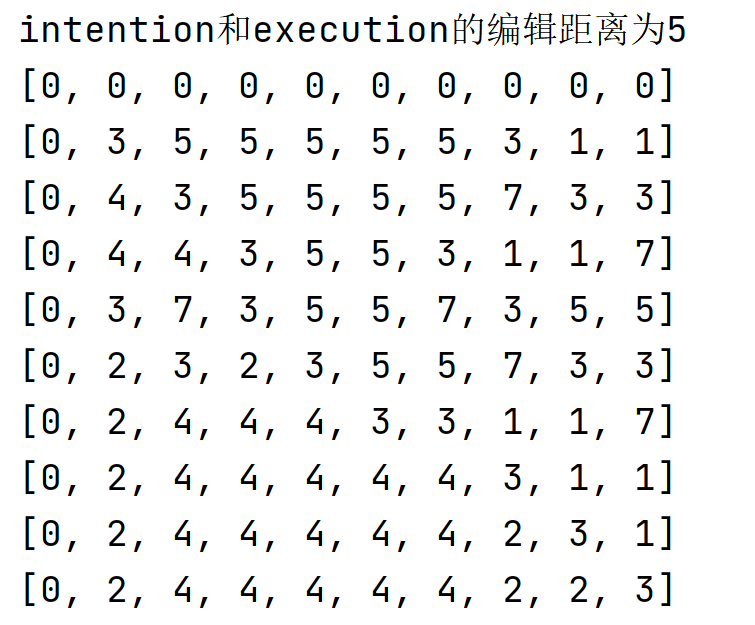 intention和execution的编辑距离为5
[0, 0, 0, 0, 0, 0, 0, 0, 0, 0]
[0, 3, 5, 5, 5, 5, 5, 3, 1, 1]
[0, 4, 3, 5, 5, 5, 5, 7, 3, 3]
[0, 4, 4, 3, 5, 5, 3, 1, 1, 7]
[0, 3, 7, 3, 5, 5, 7, 3, 5, 5]
[0, 2, 3, 2, 3, 5, 5, 7, 3, 3]
[0, 2, 4, 4, 4, 3, 3, 1, 1, 7]
[0, 2, 4, 4, 4, 4, 4, 3, 1, 1]
[0, 2, 4, 4, 4, 4, 4, 2, 3, 1]
[0, 2, 4, 4, 4, 4, 4, 2, 2, 3]